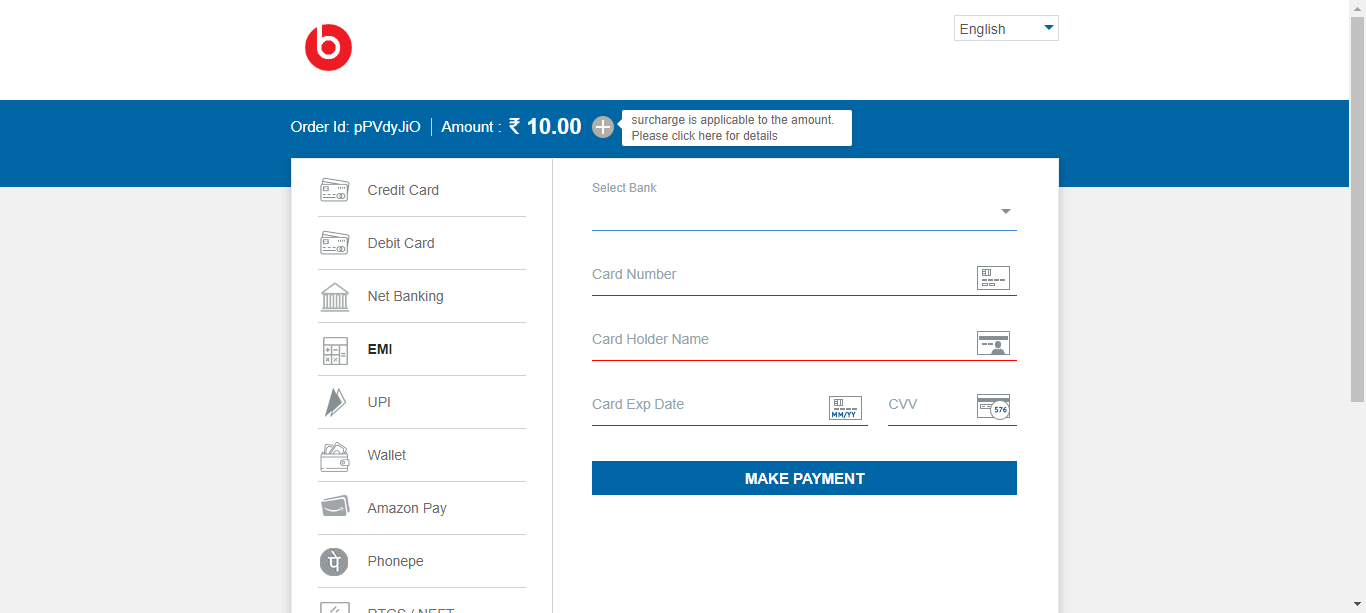 b
English
Order Id: pPVdyJiO
Amount : ₹ 10.00
surcharge is applicable to the amount.
Please click here for details
Credit Card
Debit Card
Net Banking
EMI
UPI
Wallet
Amazon Pay
पे
Phonepe
RTGS / NEFT
Select Bank
Card Number
Card Holder Name
Card Exp Date
MM/YY
CVV
576
MAKE PAYMENT